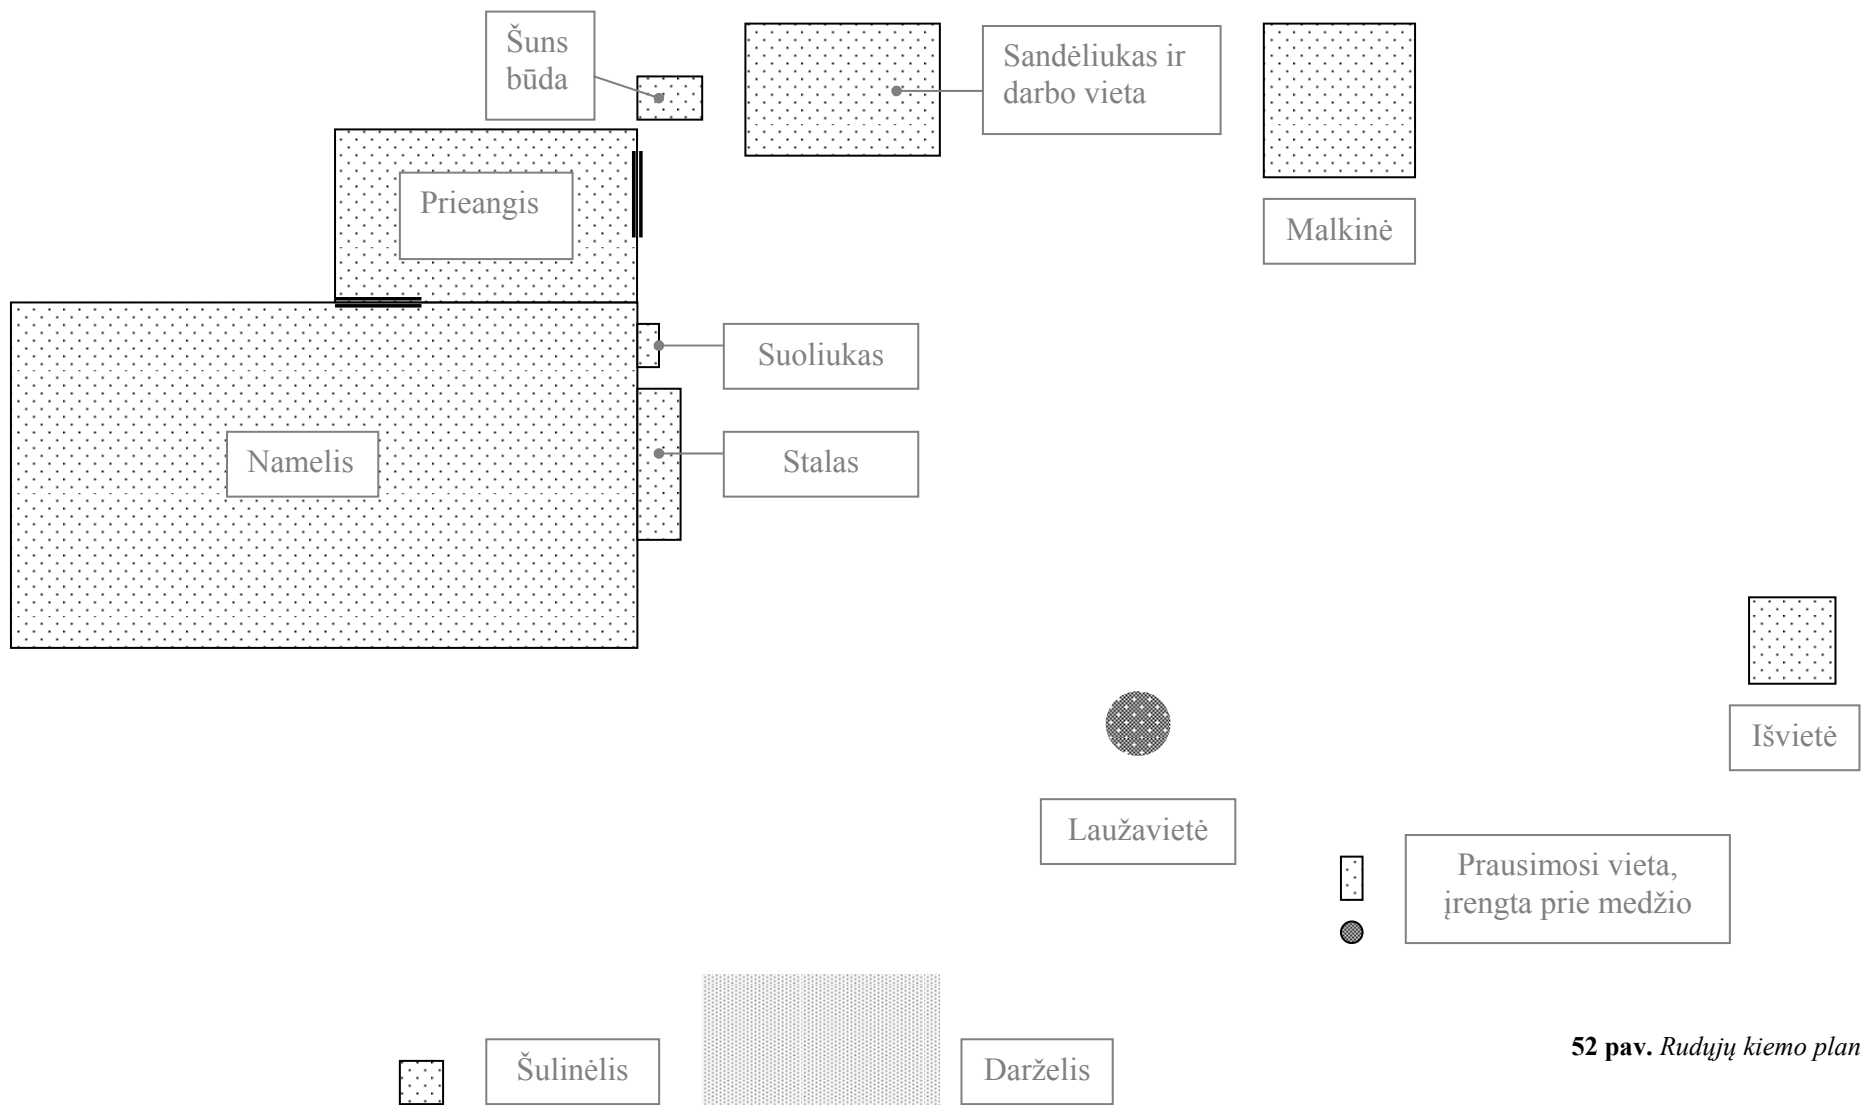 Šuns
būda
Sandėliukas ir
darbo vieta
Prieangis
Malkinė
Suoliukas
Namelis
Stalas
Išvietė
Laužavietė
Prausimosi vieta,
įrengta prie medžio
Šulinėlis
Darželis
52 pav. Rudųjų kiemo plan